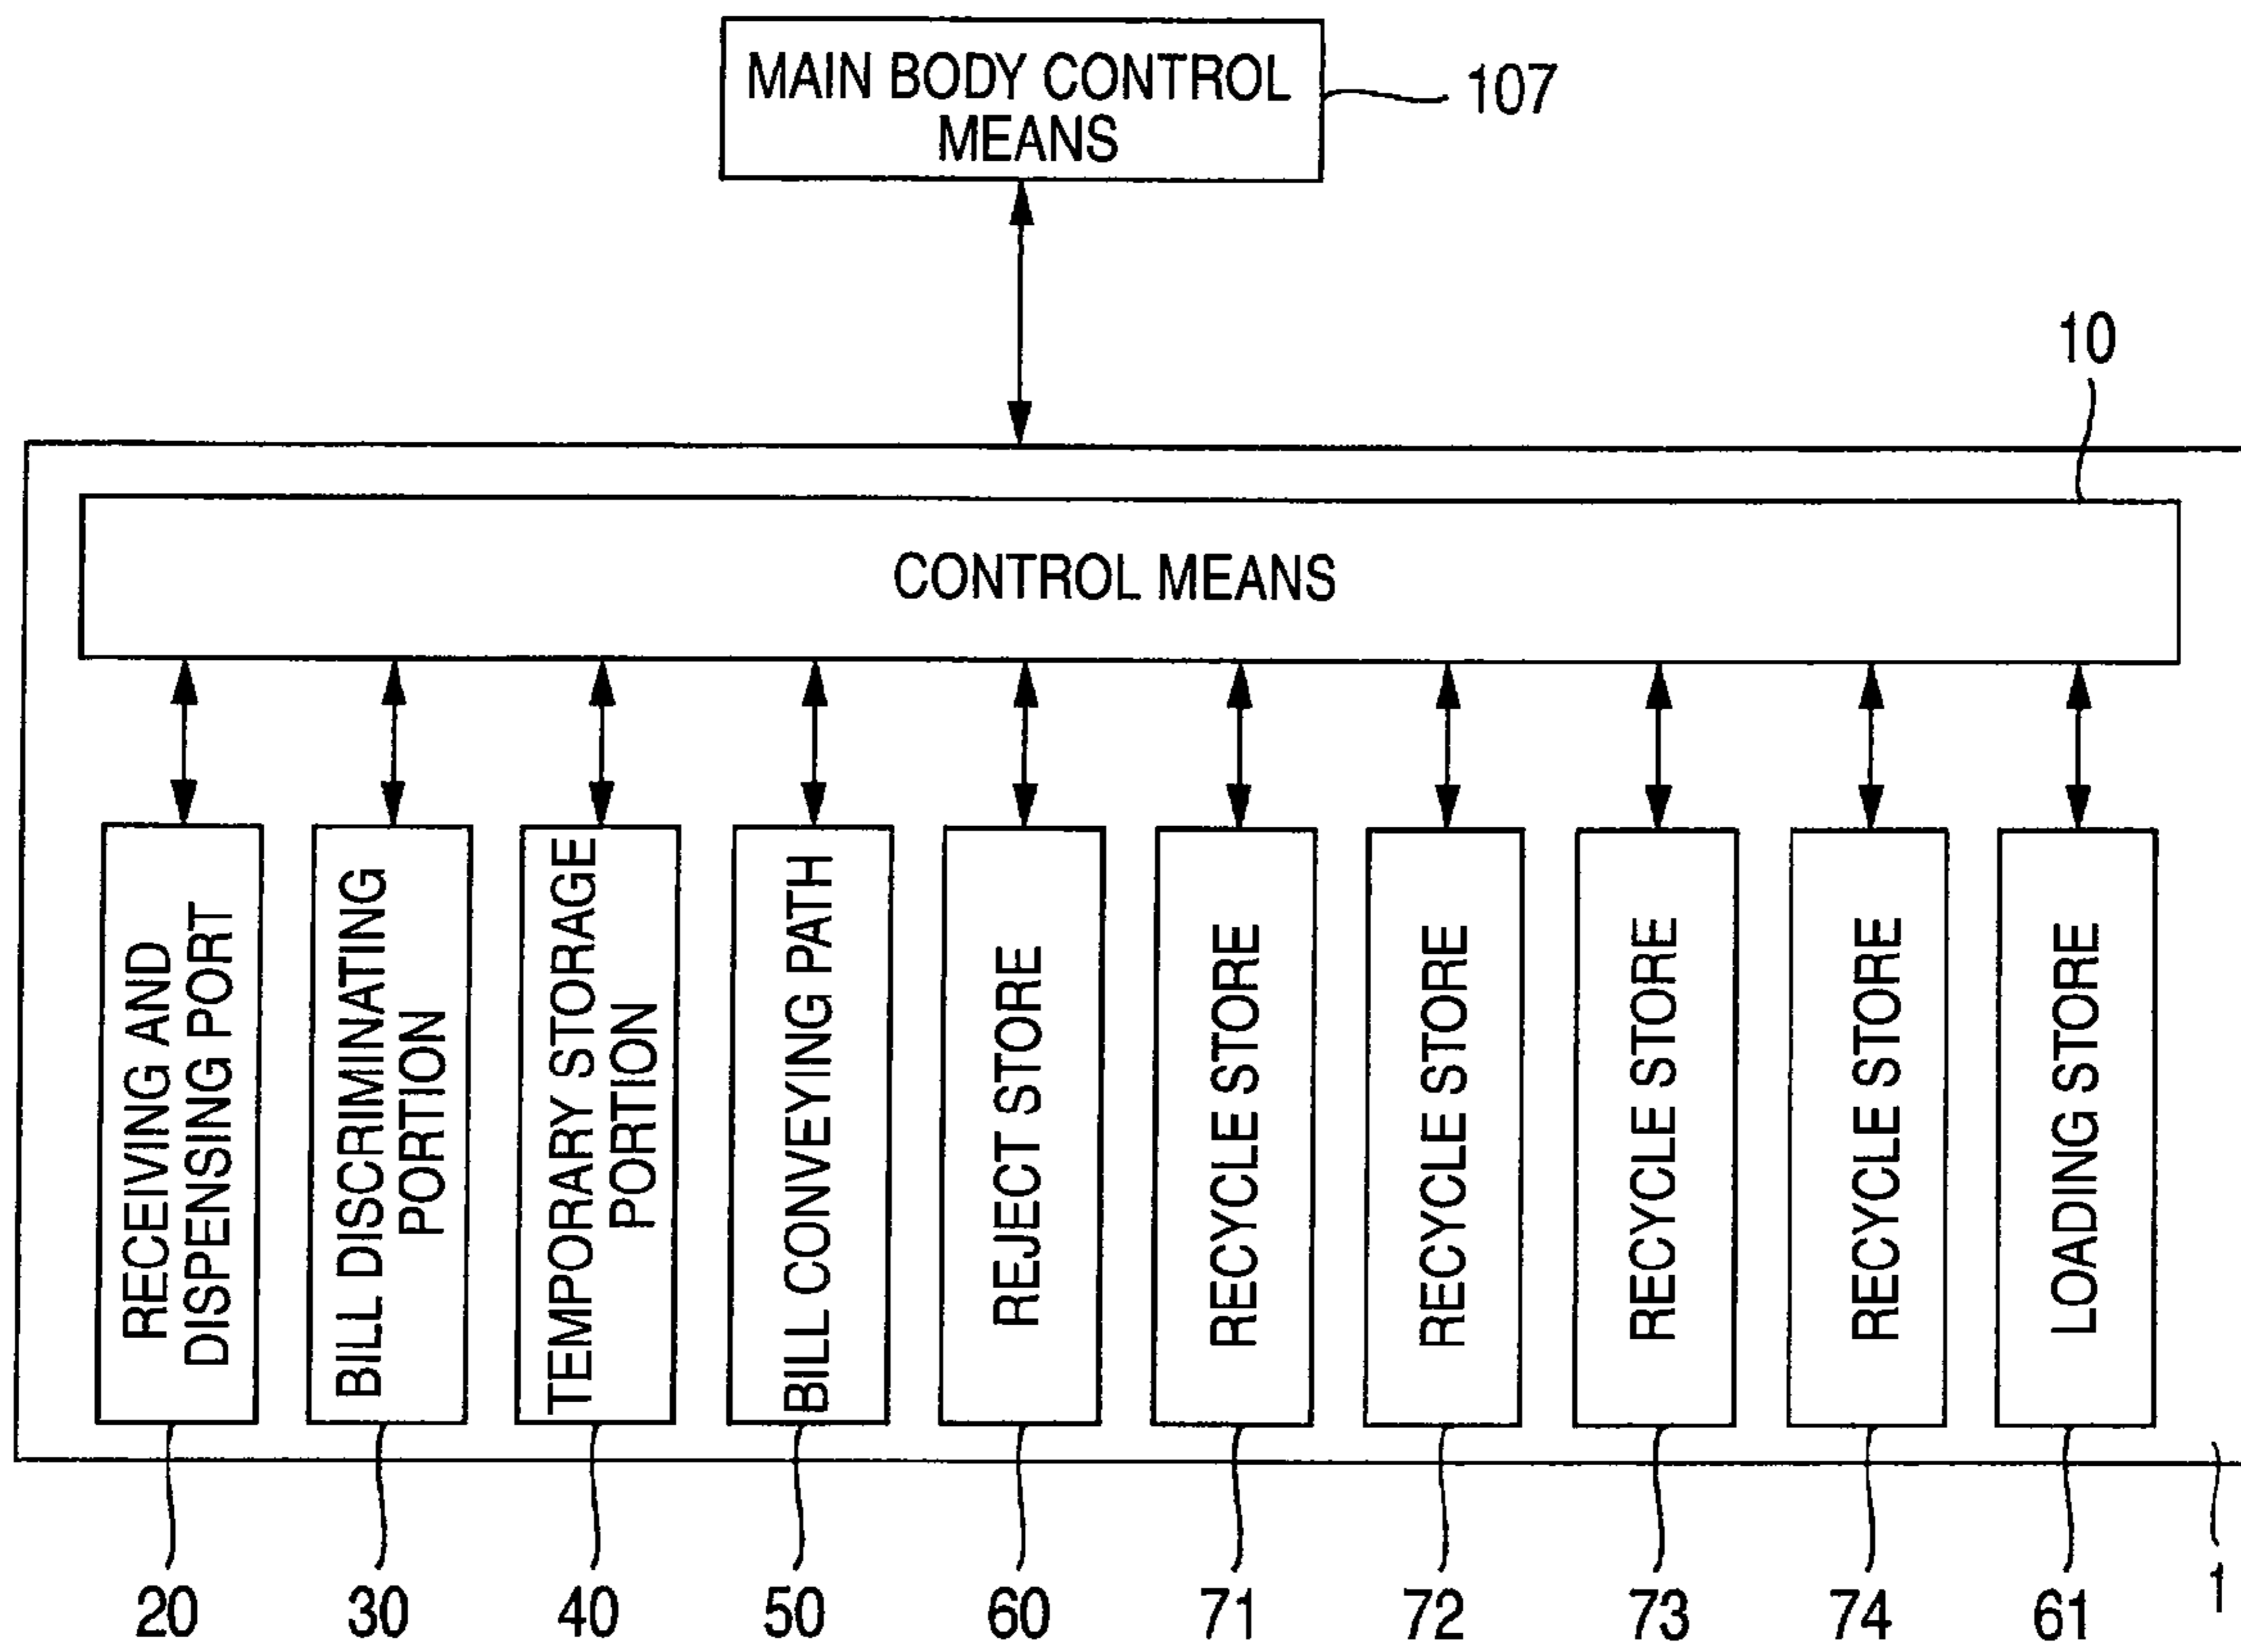 MAIN BODY CONTROL
MEANS
107
10
CONTROL MEANS
RECEIVING AND
DISPENSING PORT
BILL DISCRIMINATING
PORTION
TEMPORARY STORAGE
PORTION
BILL CONVEYING PATH
REJECT STORE
RECYCLE STORE
RECYCLE STORE
RECYCLE STORE
RECYCLE STORE
LOADING STORE
20
30
40
50
60
71
72
73
74
61
1